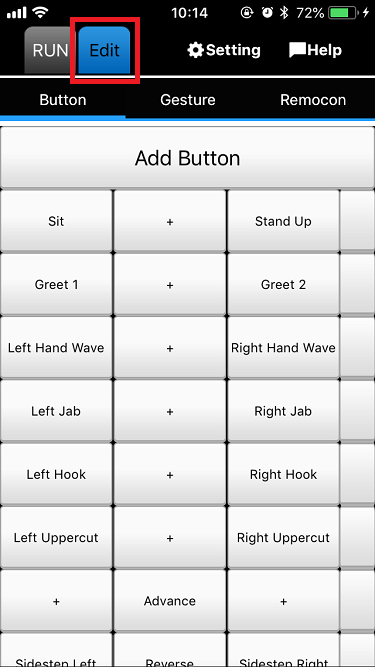 10:14 72%
RUN Edit Setting Help
Button Gesture Remocon
Add Button
Sit + Stand Up
Greet 1 + Greet 2
Left Hand Wave + Right Hand Wave
Left Jab + Right Jab
Left Hook + Right Hook
Left Uppercut + Right Uppercut
+ Advance +
Sidestep Left Reverse Sidestep Right